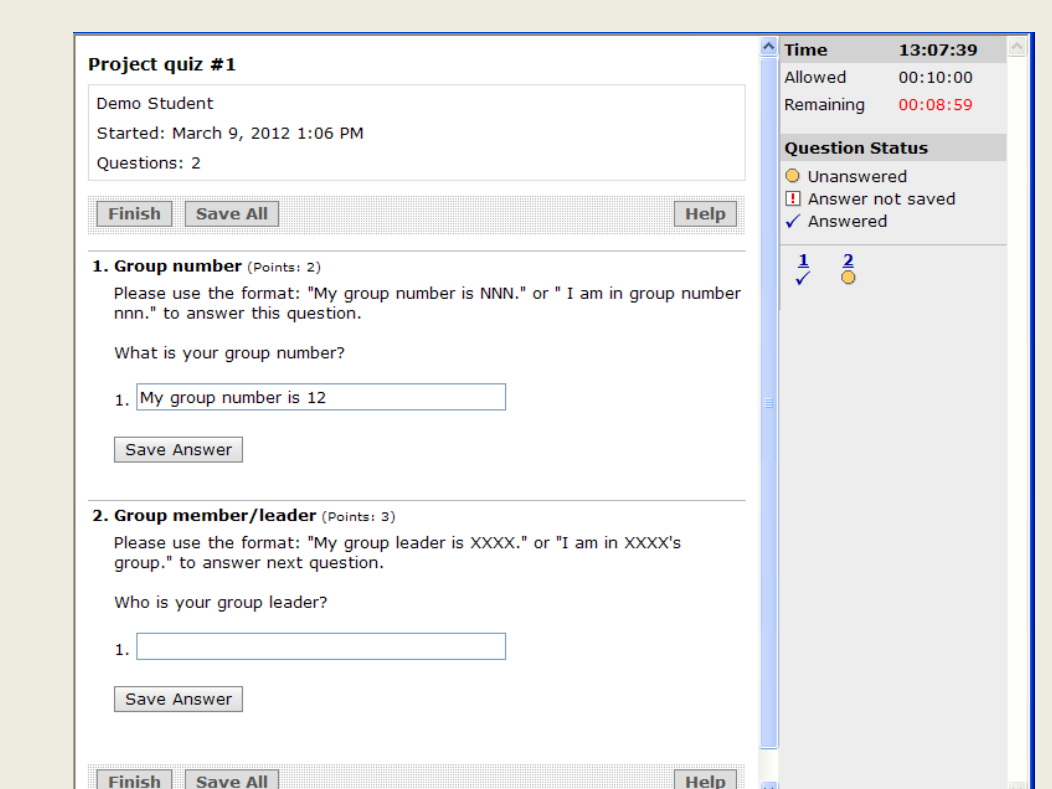 Project quiz #1
Demo Student
Started: March 9, 2012 1:06 PM
Questions: 2
Finish Save All Help
1. Group number (Points: 2)
Please use the format: "My group number is NNN." or " I am in group number
nnn." to answer this question.
What is your group number?
1. My group number is 12
Save Answer
2. Group member/leader (Points: 3)
Please use the format: "My group leader is XXXX." or "I am in XXXX's
group." to answer next question.
Who is your group leader?
1.
Save Answer
Finish Save All Help
Time 13:07:39
Allowed 00:10:00
Remaining 00:08:59
Question Status
Unanswered
! Answer not saved
✓ Answered
1 2
✓